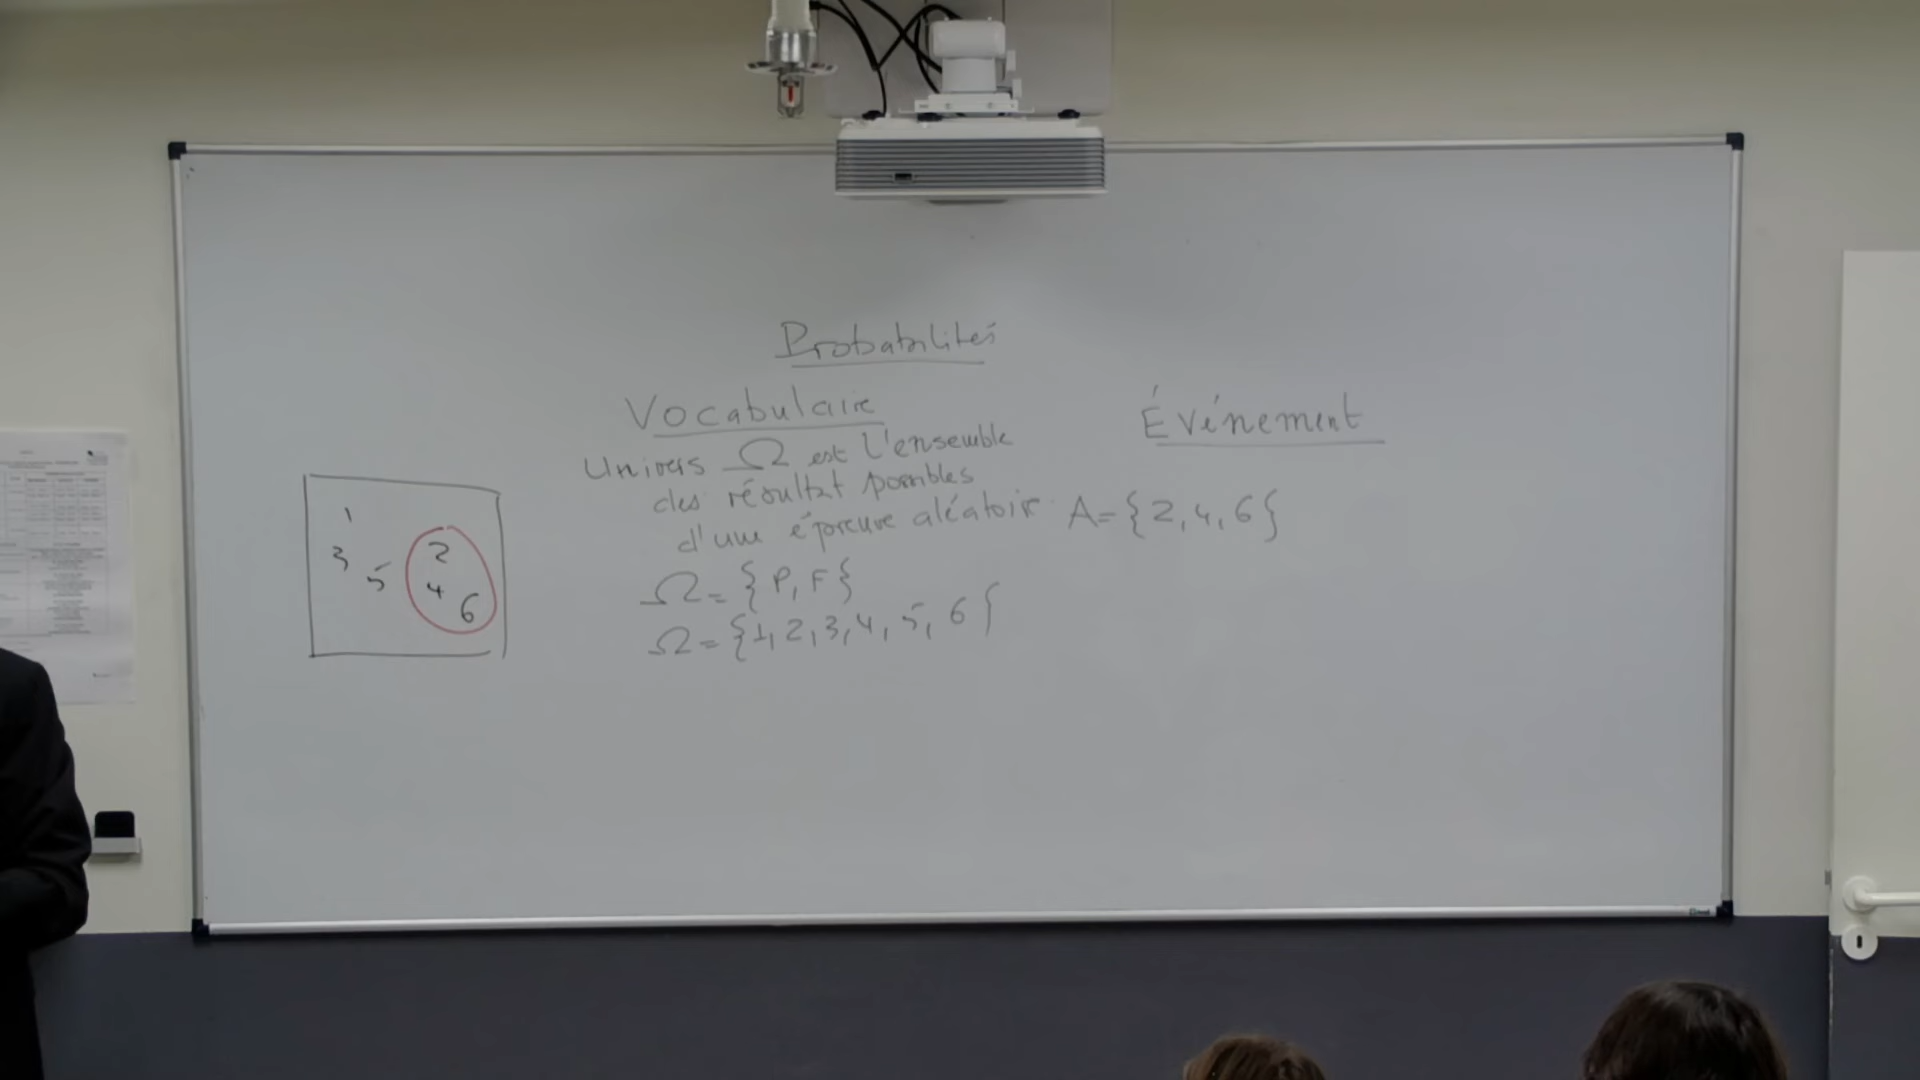 Probabilités
Vocabulaire
Univers Ω est l'ensemble
des résultat possibles
d'une épreuve aléatoire
Ω = {P, F}
Ω = {1, 2, 3, 4, 5, 6}
Événement
A = {2, 4, 6}
1
3 5
2
4
6